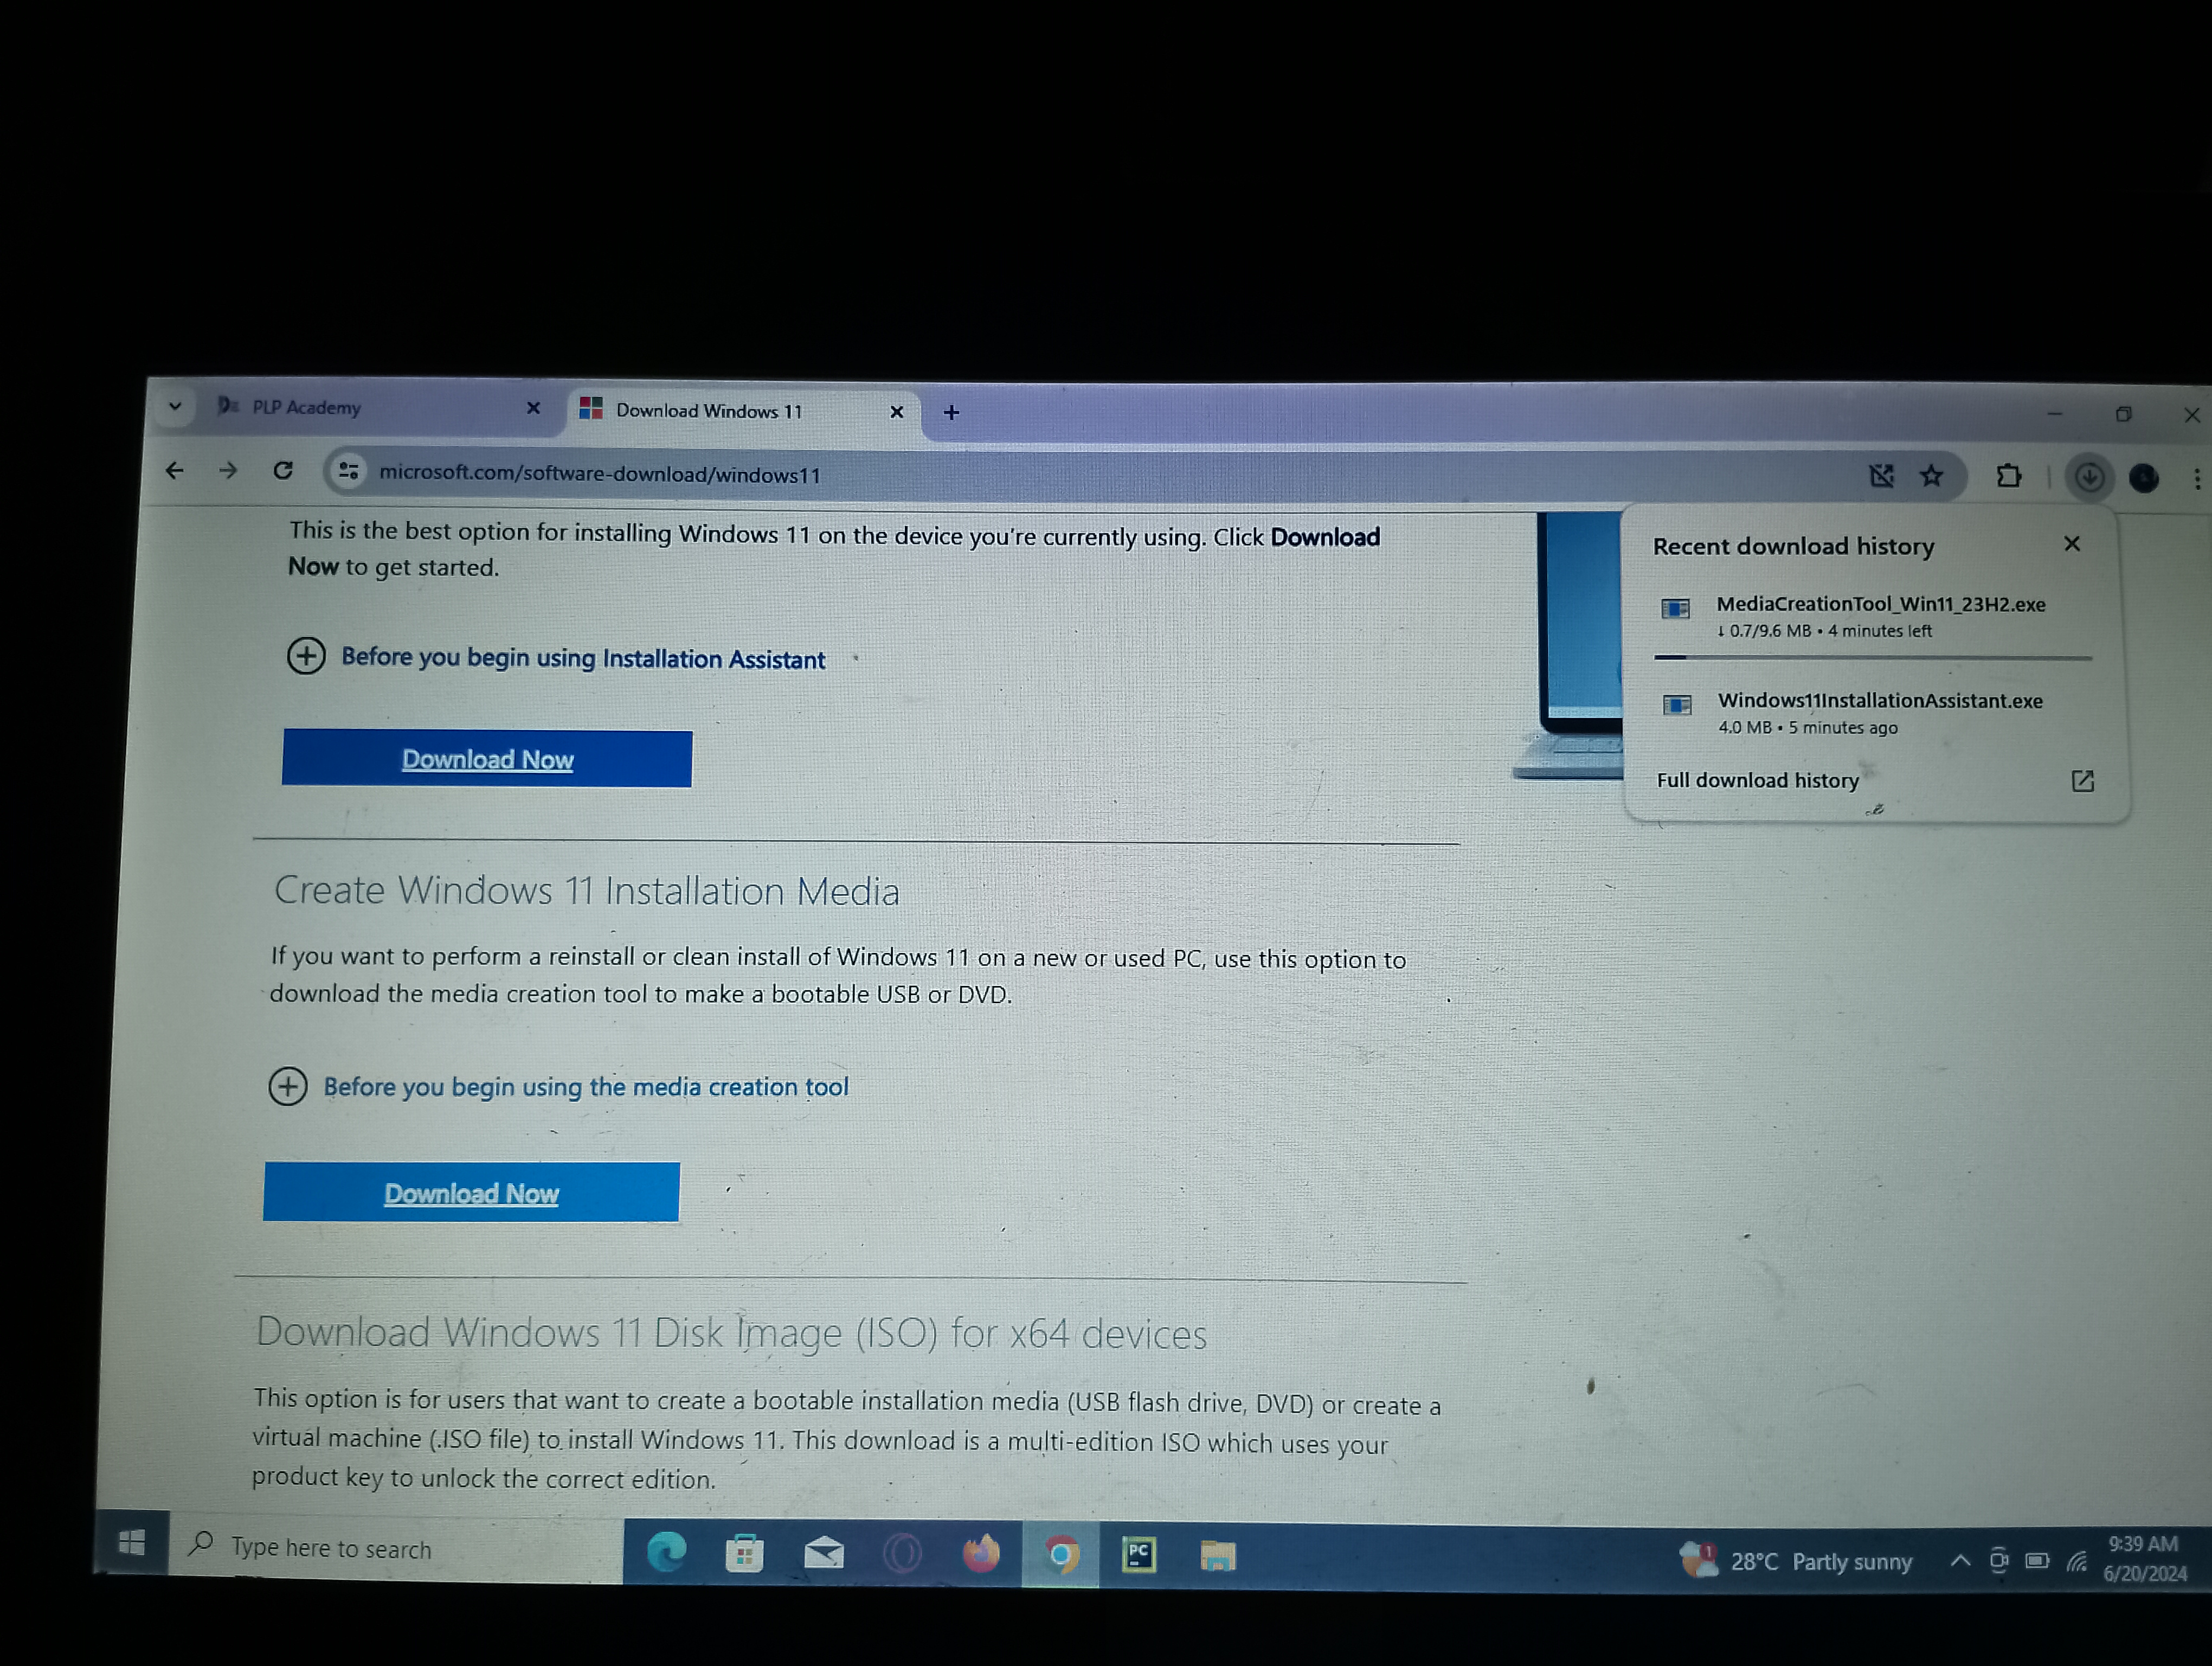 PLP Academy
Download Windows 11
microsoft.com/software-download/windows11
This is the best option for installing Windows 11 on the device you're currently using. Click Download
Now to get started.
Before you begin using Installation Assistant
Download Now
Recent download history
MediaCreationTool_Win11_23H2.exe
↓ 0.7/9.6 MB • 4 minutes left
Windows11InstallationAssistant.exe
4.0 MB • 5 minutes ago
Full download history
Create Windows 11 Installation Media
If you want to perform a reinstall or clean install of Windows 11 on a new or used PC, use this option to
download the media creation tool to make a bootable USB or DVD.
Before you begin using the media creation tool
Download Now
Download Windows 11 Disk Image (ISO) for x64 devices
This option is for users that want to create a bootable installation media (USB flash drive, DVD) or create a
virtual machine (.ISO file) to install Windows 11. This download is a multi-edition ISO which uses your
product key to unlock the correct edition.
Type here to search
PC
1
28°C Partly sunny
9:39 AM
6/20/2024